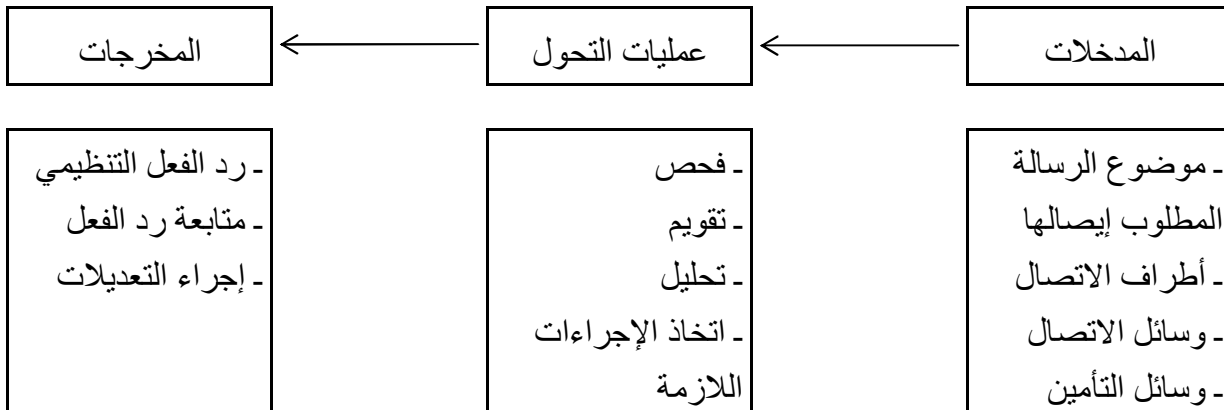 المدخلات
عمليات التحول
المخرجات
ـ موضوع الرسالة
المطلوب إيصالها
ـ أطراف الاتصال
ـ وسائل الاتصال
ـ وسائل التأمين
ـ فحص
ـ تقويم
ـ تحليل
ـ اتخاذ الإجراءات
اللازمة
ـ رد الفعل التنظيمي
ـ متابعة رد الفعل
ـ إجراء التعديلات